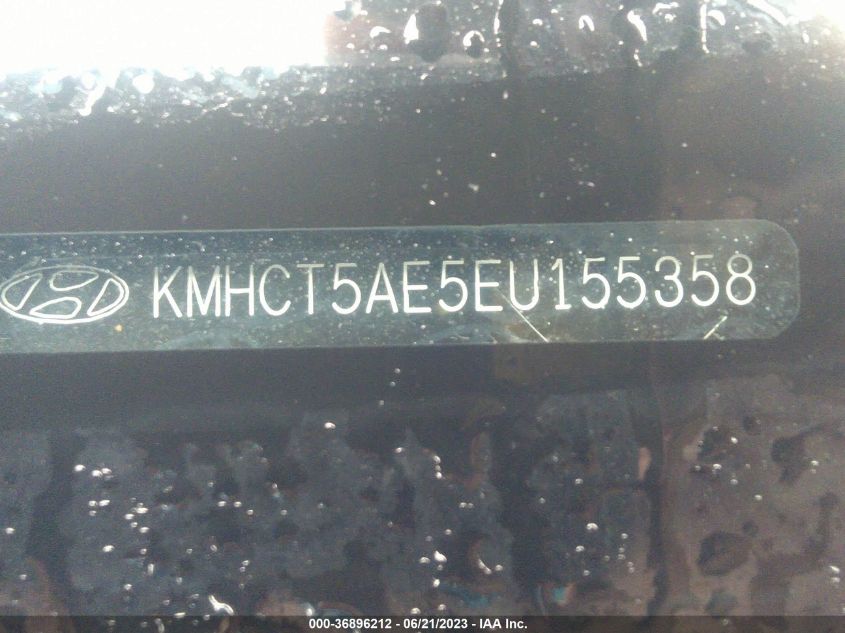 KMHCT5AE5EU155358
000-36896212 - 06/21/2023 - IAA Inc.